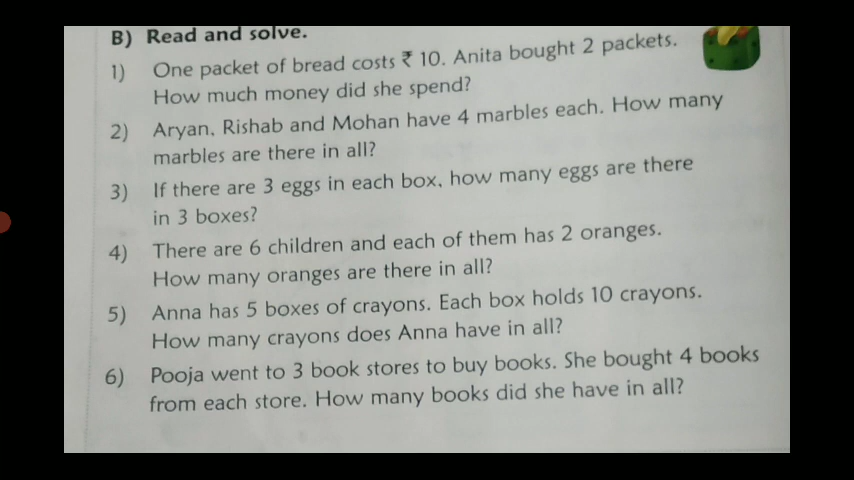 B) Read and solve.
1) One packet of bread costs ₹ 10. Anita bought 2 packets.
How much money did she spend?
2) Aryan, Rishab and Mohan have 4 marbles each. How many
marbles are there in all?
3) If there are 3 eggs in each box, how many eggs are there
in 3 boxes?
4) There are 6 children and each of them has 2 oranges.
How many oranges are there in all?
5) Anna has 5 boxes of crayons. Each box holds 10 crayons.
How many crayons does Anna have in all?
6) Pooja went to 3 book stores to buy books. She bought 4 books
from each store. How many books did she have in all?